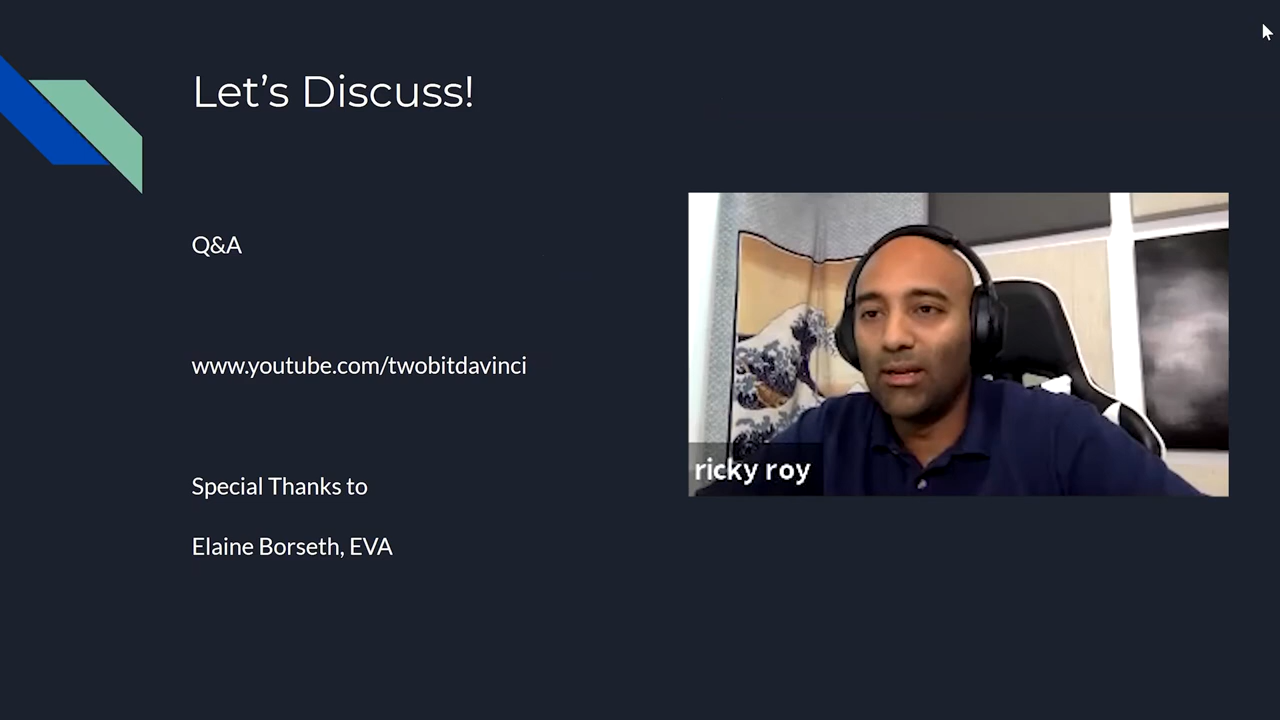 Let's Discuss!
Q&A
www.youtube.com/twobitdavinci
Special Thanks to
Elaine Borseth, EVA
ricky roy